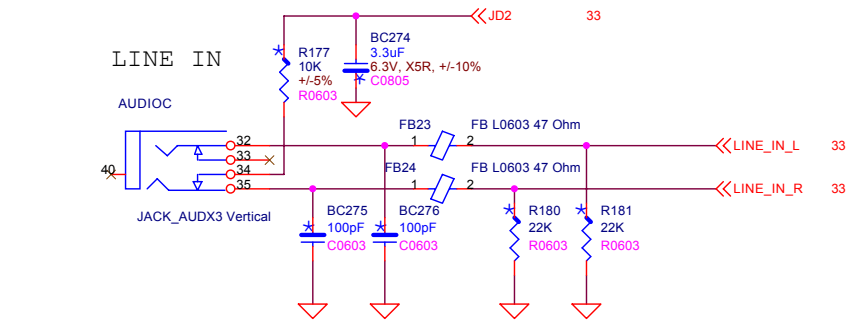 JD2 33
BC274
3.3uF
6.3V, X5R, +/-10%
C0805
LINE IN
R177
10K
+/-5%
R0603
AUDIOC
32
33
34
35
40
JACK_AUDX3 Vertical
FB23 FB L0603 47 Ohm
1 2
LINE_IN_L 33
FB24 FB L0603 47 Ohm
1 2
LINE_IN_R 33
BC275
100pF
C0603
BC276
100pF
C0603
R180
22K
R0603
R181
22K
R0603